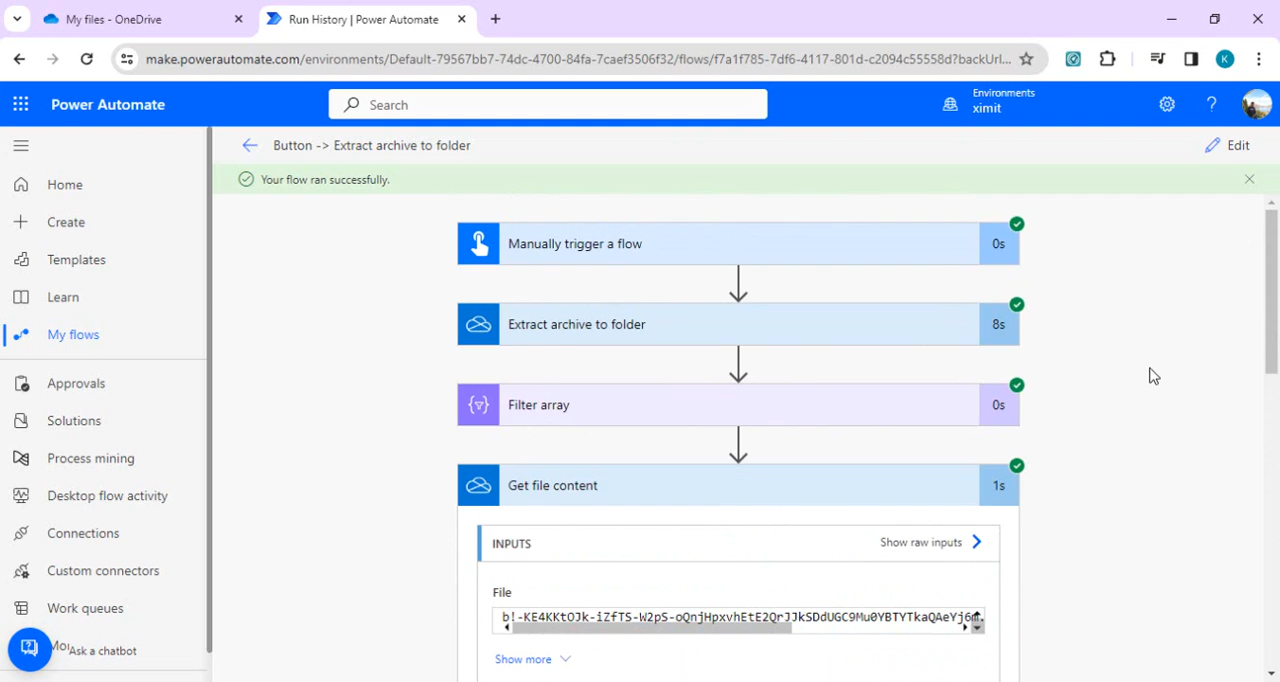 My files - OneDrive
Run History | Power Automate
make.powerautomate.com/environments/Default-79567bb7-74dc-4700-84fa-7caef3506f32/flows/f7a1f785-7df6-4117-801d-c2094c55558d?backUrl...
K
Power Automate
Search
Environments
ximit
Button -> Extract archive to folder
Edit
Your flow ran successfully.
Home
Create
Templates
Learn
My flows
Approvals
Solutions
Process mining
Desktop flow activity
Connections
Custom connectors
Work queues
Ask a chatbot
Manually trigger a flow
0s
Extract archive to folder
8s
Filter array
0s
Get file content
1s
INPUTS
Show raw inputs
File
b!-KE4KKtOJk-iZfTS-W2pS-oQnjHpxvhEtE2QrJJkSDdUGC9Mu0YBTYTkaQAeYj6m.
Show more